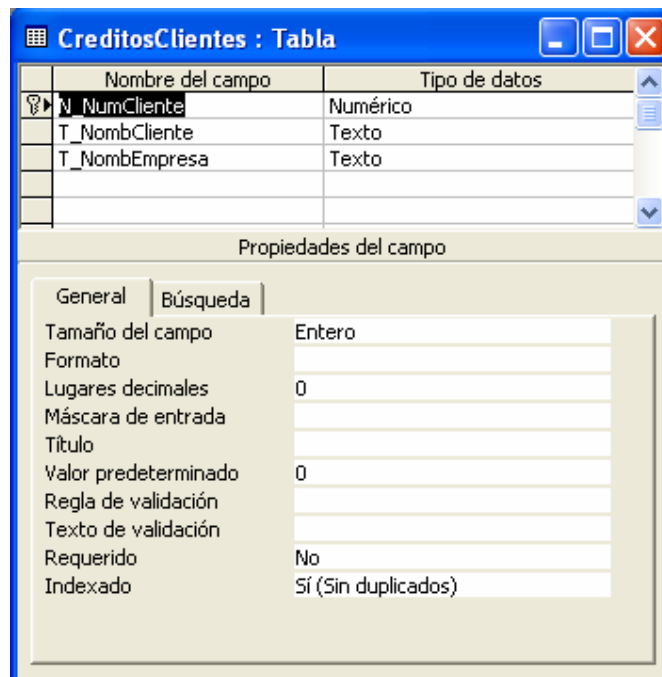 CreditosClientes : Tabla
Nombre del campo Tipo de datos
N_NumCliente Numérico
T_NombCliente Texto
T_NombEmpresa Texto
Propiedades del campo
General Búsqueda
Tamaño del campo Entero
Formato
Lugares decimales 0
Máscara de entrada
Título
Valor predeterminado 0
Regla de validación
Texto de validación
Requerido No
Indexado Sí (Sin duplicados)